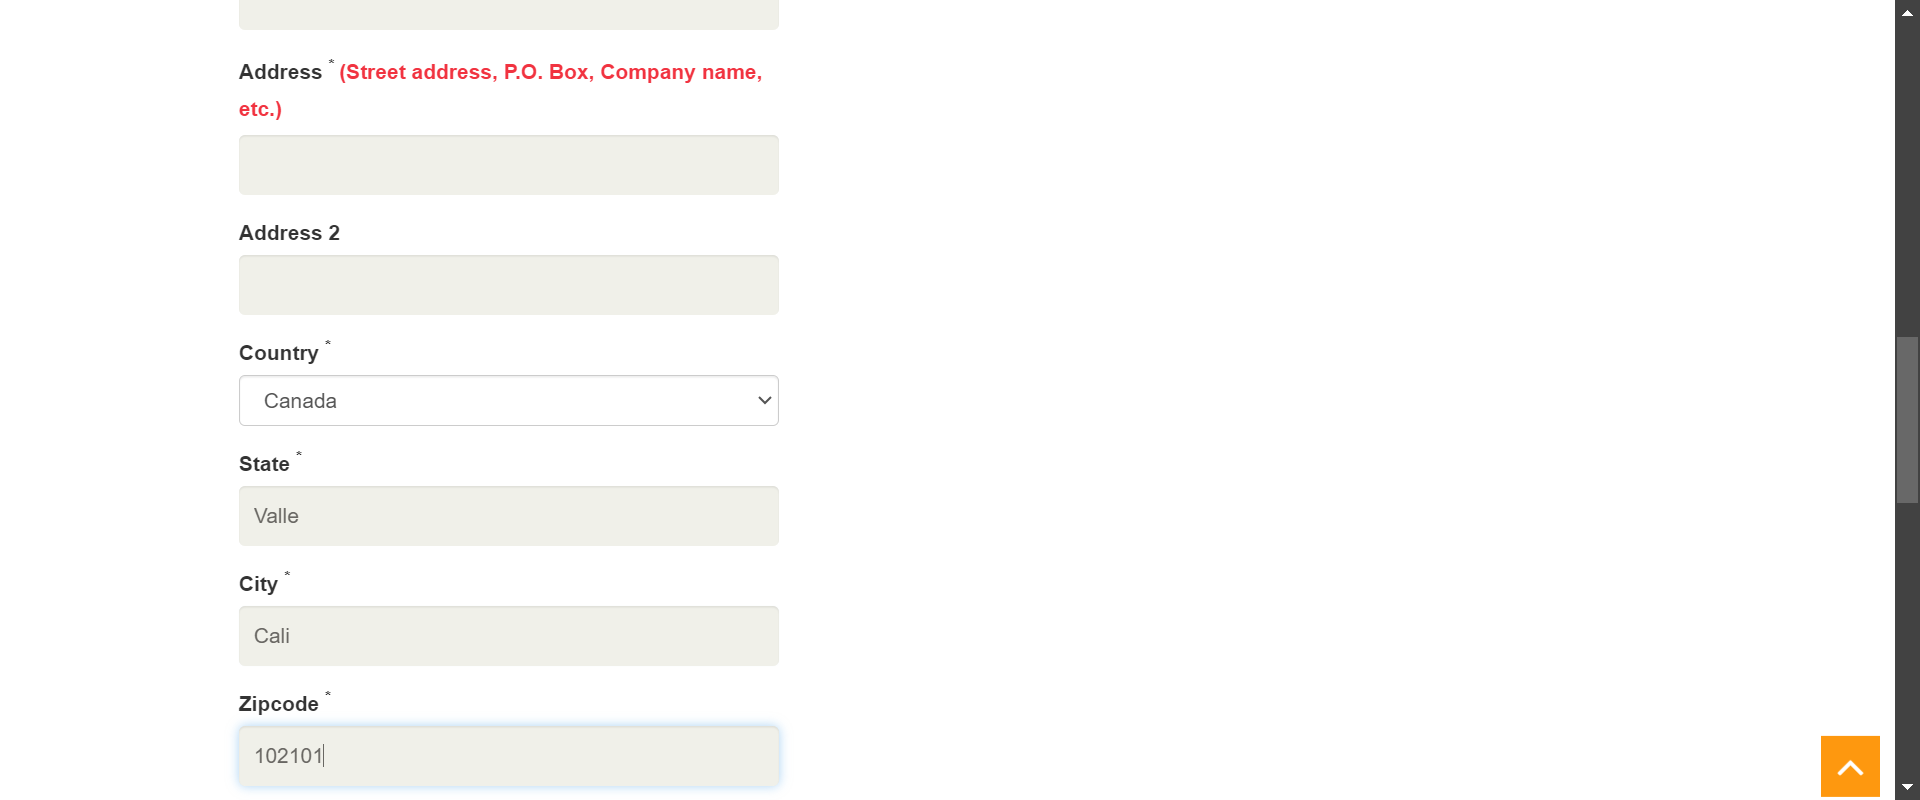 Address * (Street address, P.O. Box, Company name,
etc.)
Address 2
Country *
Canada
State *
Valle
City *
Cali
Zipcode *
102101